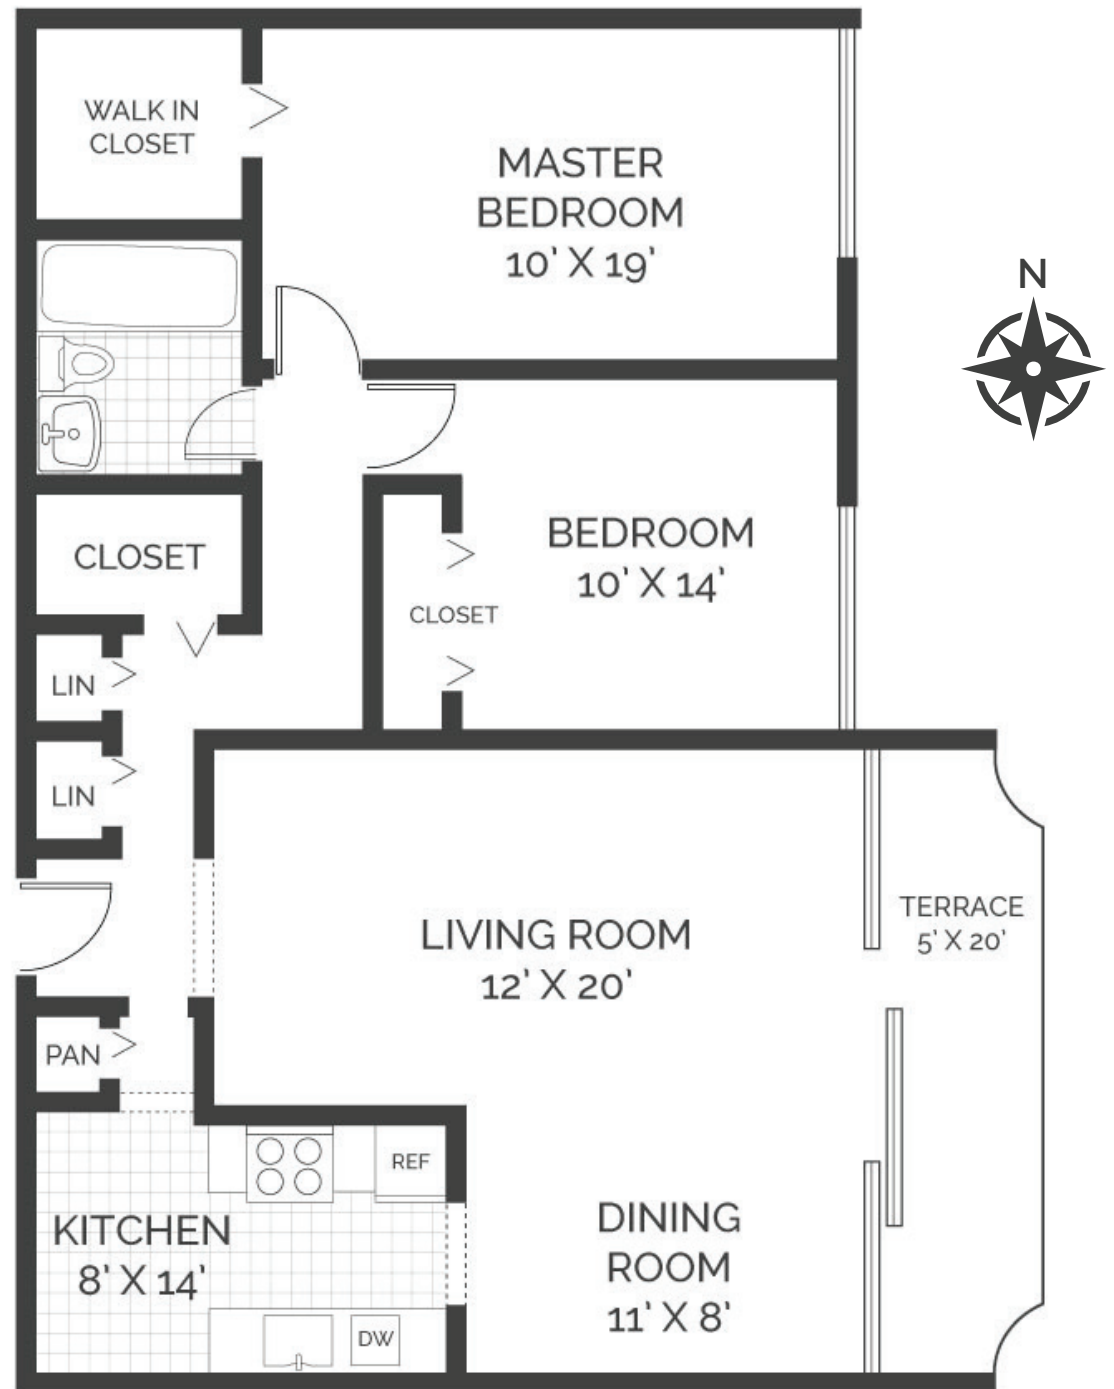 WALK IN
CLOSET
MASTER
BEDROOM
10' X 19'
N
BEDROOM
10' X 14'
CLOSET
CLOSET
LIN
LIN
LIVING ROOM
12' X 20'
TERRACE
5' X 20'
PAN
REF
KITCHEN
8' X 14'
DINING
ROOM
11' X 8'
DW